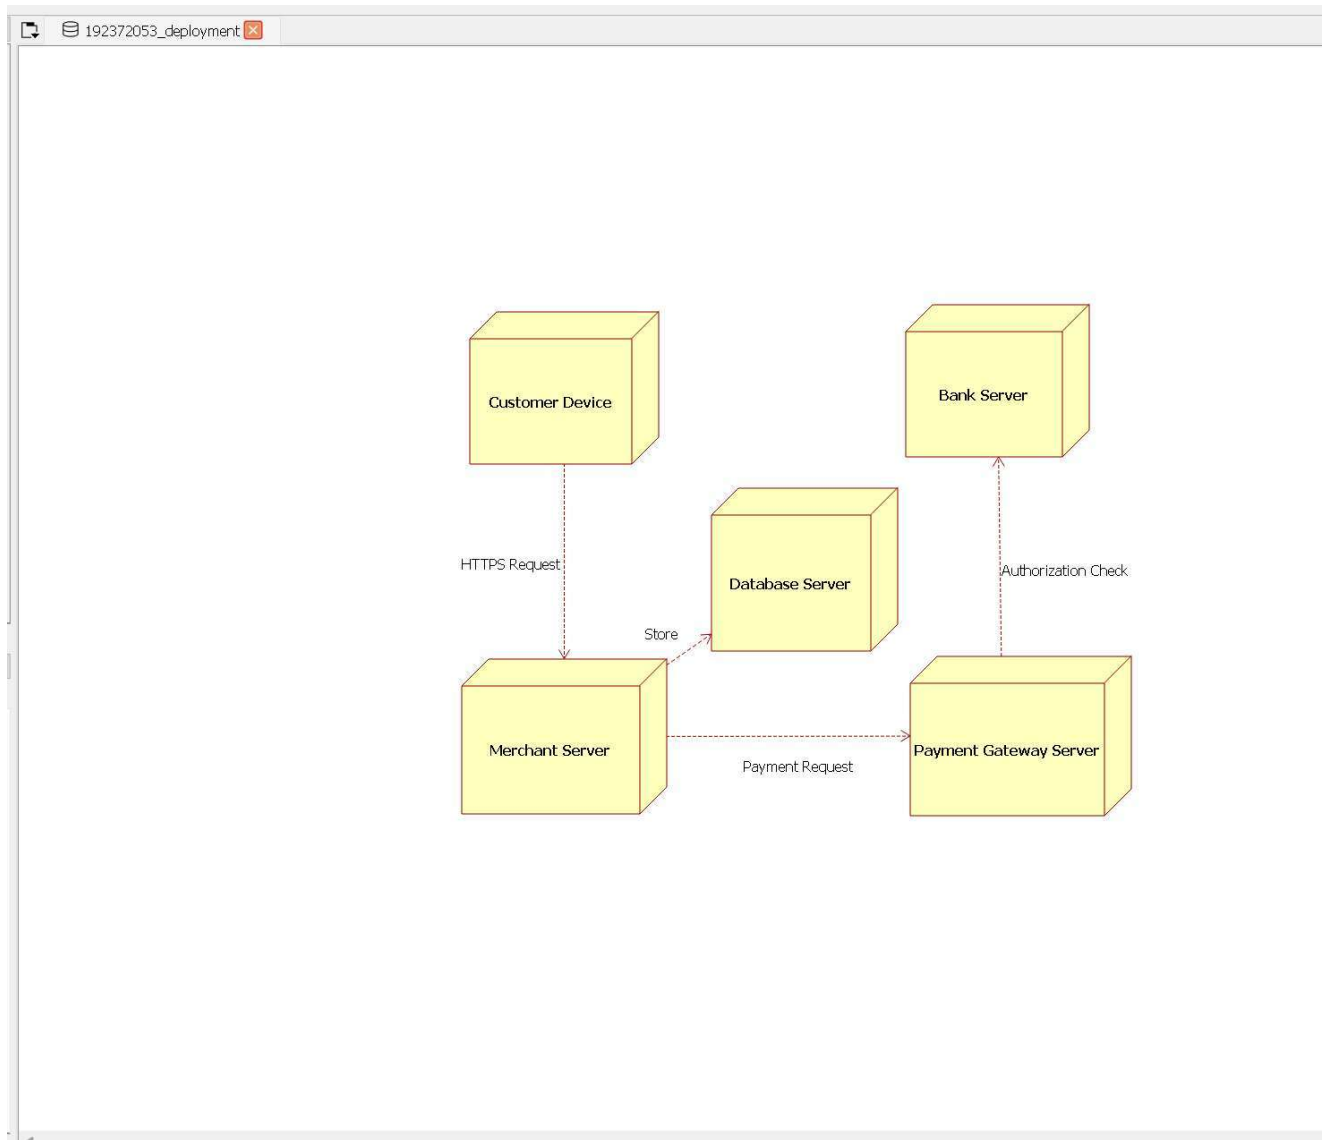 192372053_deployment
Customer Device
Bank Server
HTTPS Request
Database Server
Authorization Check
Store
Merchant Server
Payment Gateway Server
Payment Request